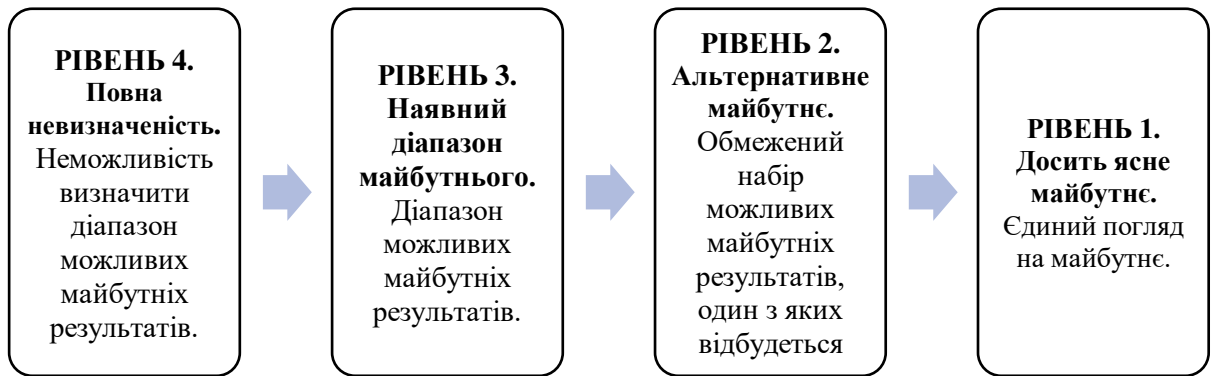 РІВЕНЬ 4.
Повна
невизначеність.
Неможливість
визначити
діапазон
можливих
майбутніх
результатів.
РІВЕНЬ 3.
Наявний
діапазон
майбутнього.
Діапазон
можливих
майбутніх
результатів.
РІВЕНЬ 2.
Альтернативне
майбутнє.
Обмежений
набір
можливих
майбутніх
результатів,
один з яких
відбудеться
РІВЕНЬ 1.
Досить ясне
майбутнє.
Єдиний погляд
на майбутнє.